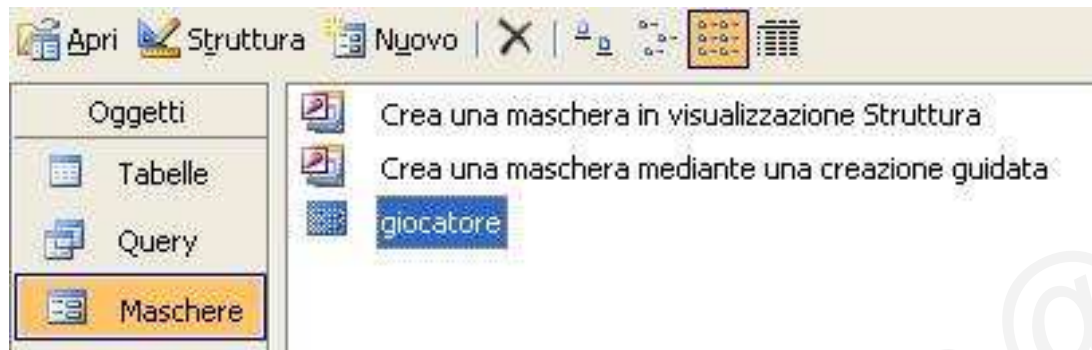 Apri Struttura Nuovo
Oggetti
Tabelle
Query
Maschere
Crea una maschera in visualizzazione Struttura
Crea una maschera mediante una creazione guidata
giocatore
@